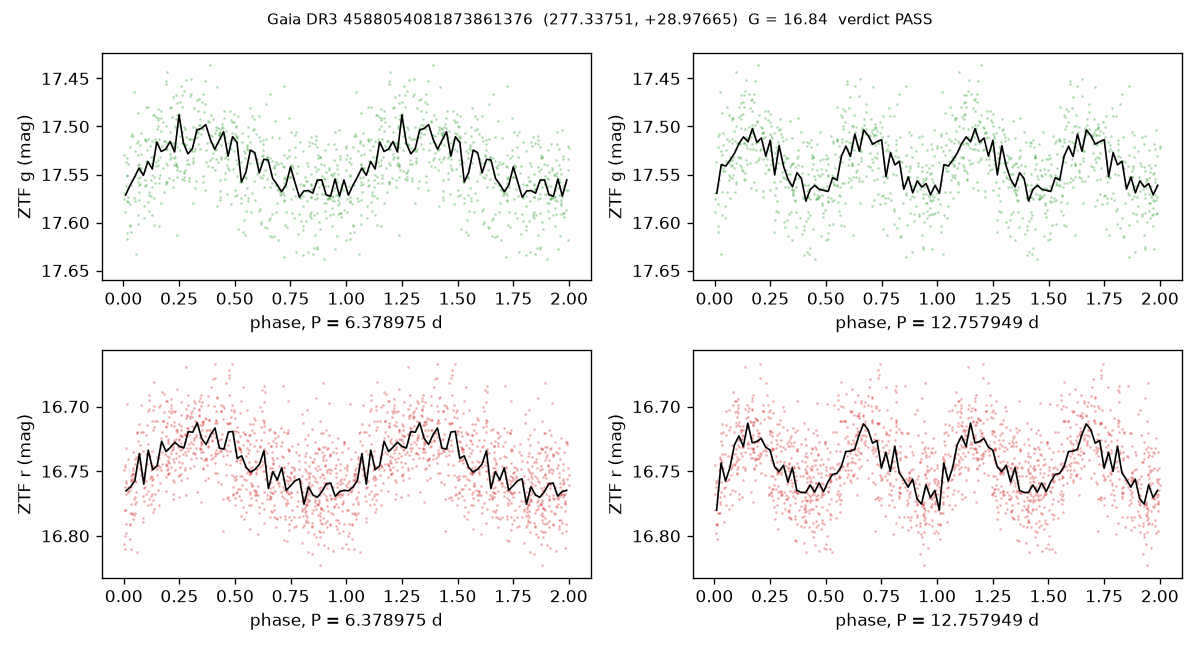 Gaia DR3 4588054081873861376 (277.33751, +28.97665) G = 16.84 verdict PASS
ZTF g (mag)
17.45
17.50
17.55
17.60
17.65
0.00 0.25 0.50 0.75 1.00 1.25 1.50 1.75 2.00
phase, P = 6.378975 d
ZTF g (mag)
17.45
17.50
17.55
17.60
17.65
0.00 0.25 0.50 0.75 1.00 1.25 1.50 1.75 2.00
phase, P = 12.757949 d
ZTF r (mag)
16.70
16.75
16.80
0.00 0.25 0.50 0.75 1.00 1.25 1.50 1.75 2.00
phase, P = 6.378975 d
ZTF r (mag)
16.70
16.75
16.80
0.00 0.25 0.50 0.75 1.00 1.25 1.50 1.75 2.00
phase, P = 12.757949 d